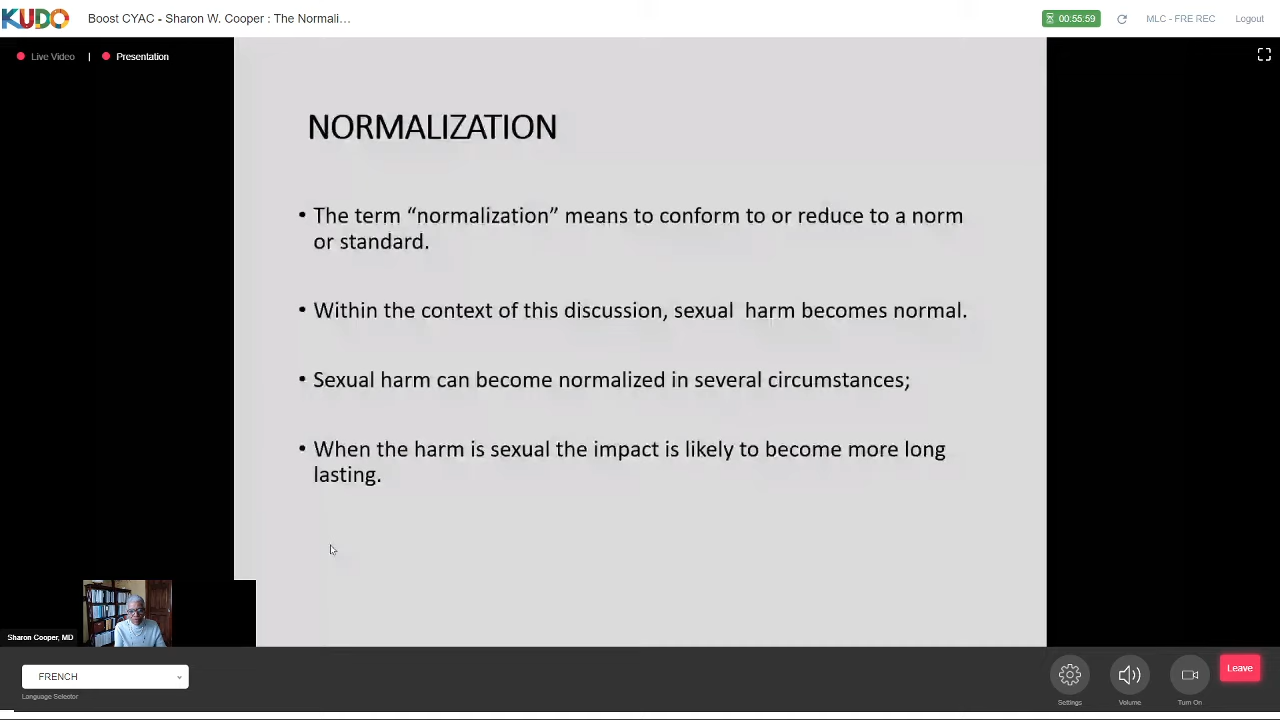 KUDO
Boost CYAC - Sharon W. Cooper : The Normali...
00:55:59
MLC - FRE REC
Logout
Live Video | Presentation
NORMALIZATION
• The term “normalization” means to conform to or reduce to a norm
or standard.
• Within the context of this discussion, sexual harm becomes normal.
• Sexual harm can become normalized in several circumstances;
• When the harm is sexual the impact is likely to become more long
lasting.
Sharon Cooper, MD
FRENCH
Language Selector
Settings
Volume
Turn On
Leave